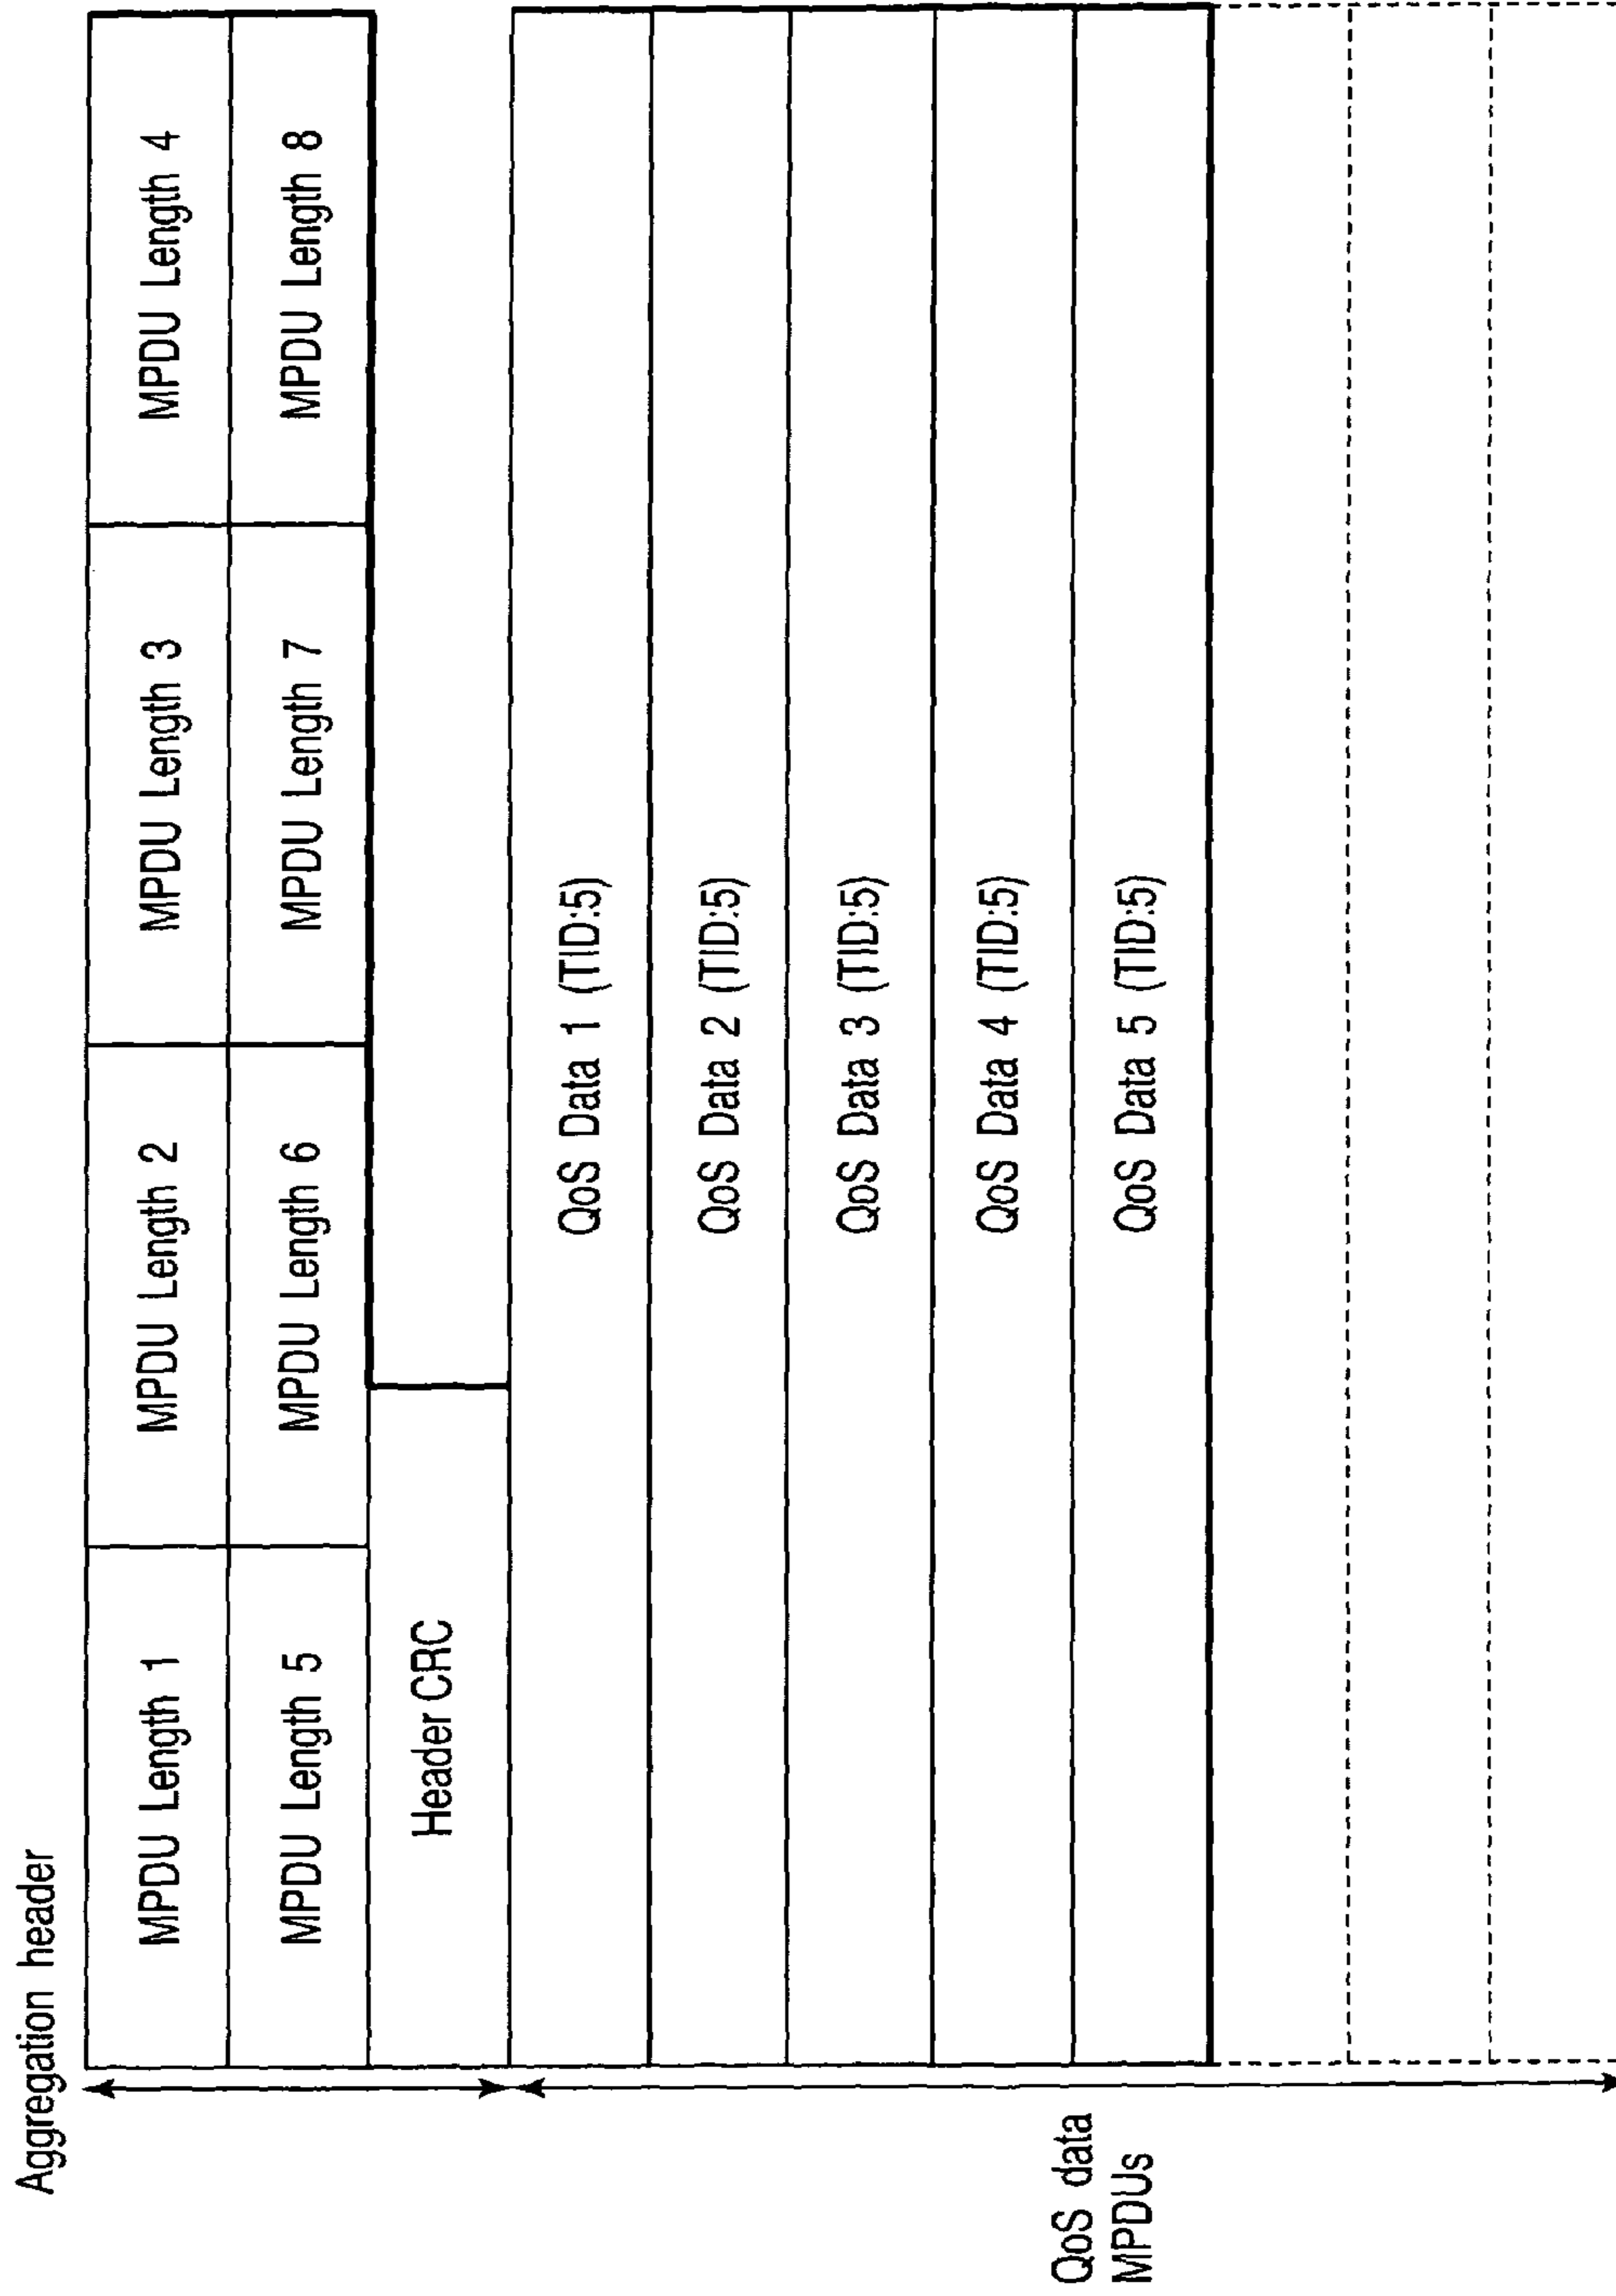 Aggregation header
MPDU Length 1
MPDU Length 2
MPDU Length 3
MPDU Length 4
MPDU Length 5
MPDU Length 6
MPDU Length 7
MPDU Length 8
Header CRC
QoS Data 1 (TID:5)
QoS Data 2 (TID:5)
QoS Data 3 (TID:5)
QoS Data 4 (TID:5)
QoS Data 5 (TID:5)
QoS data
MPDUs